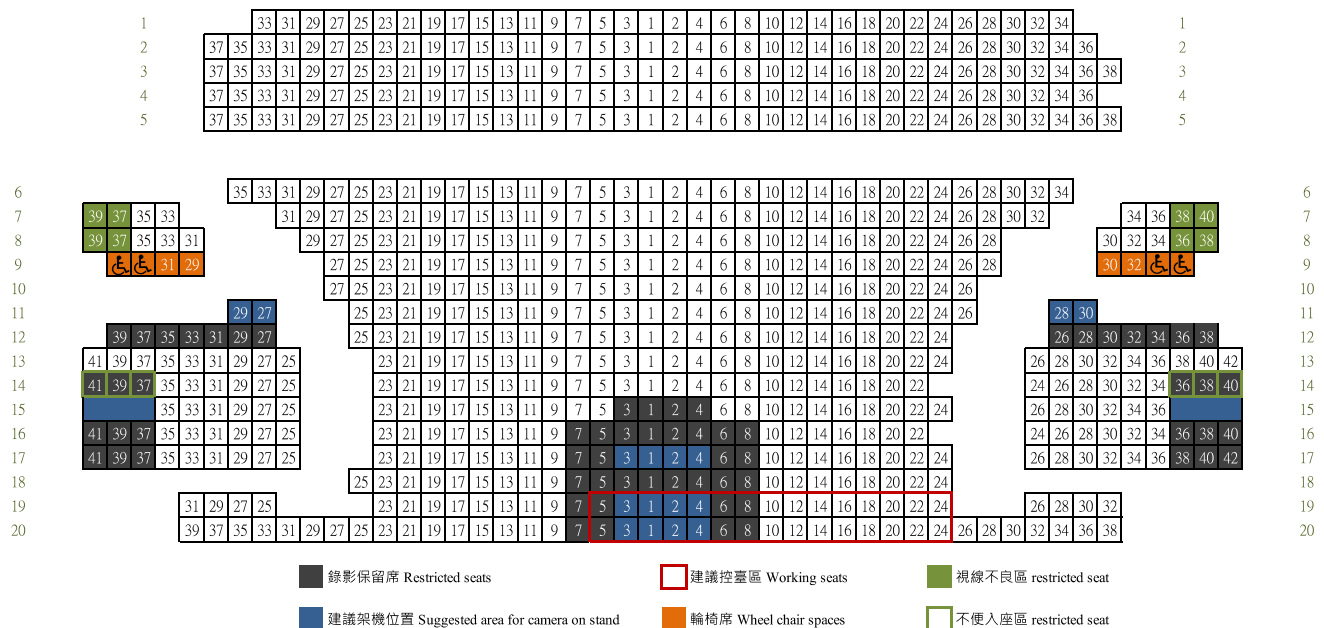 1 33 31 29 27 25 23 21 19 17 15 13 11 9 7 5 3 1 2 4 6 8 10 12 14 16 18 20 22 24 26 28 30 32 34 1
2 37 35 33 31 29 27 25 23 21 19 17 15 13 11 9 7 5 3 1 2 4 6 8 10 12 14 16 18 20 22 24 26 28 30 32 34 36 2
3 37 35 33 31 29 27 25 23 21 19 17 15 13 11 9 7 5 3 1 2 4 6 8 10 12 14 16 18 20 22 24 26 28 30 32 34 36 38 3
4 37 35 33 31 29 27 25 23 21 19 17 15 13 11 9 7 5 3 1 2 4 6 8 10 12 14 16 18 20 22 24 26 28 30 32 34 36 4
5 37 35 33 31 29 27 25 23 21 19 17 15 13 11 9 7 5 3 1 2 4 6 8 10 12 14 16 18 20 22 24 26 28 30 32 34 36 38 5
6 35 33 31 29 27 25 23 21 19 17 15 13 11 9 7 5 3 1 2 4 6 8 10 12 14 16 18 20 22 24 26 28 30 32 34 6
7 39 37 35 33 31 29 27 25 23 21 19 17 15 13 11 9 7 5 3 1 2 4 6 8 10 12 14 16 18 20 22 24 26 28 30 32 34 36 38 40 7
8 39 37 35 33 31 29 27 25 23 21 19 17 15 13 11 9 7 5 3 1 2 4 6 8 10 12 14 16 18 20 22 24 26 28 30 32 34 36 38 8
9 31 29 27 25 23 21 19 17 15 13 11 9 7 5 3 1 2 4 6 8 10 12 14 16 18 20 22 24 26 28 30 32 9
10 27 25 23 21 19 17 15 13 11 9 7 5 3 1 2 4 6 8 10 12 14 16 18 20 22 24 26 10
11 29 27 25 23 21 19 17 15 13 11 9 7 5 3 1 2 4 6 8 10 12 14 16 18 20 22 24 26 28 30 11
12 39 37 35 33 31 29 27 25 23 21 19 17 15 13 11 9 7 5 3 1 2 4 6 8 10 12 14 16 18 20 22 24 26 28 30 32 34 36 38 12
13 41 39 37 35 33 31 29 27 25 23 21 19 17 15 13 11 9 7 5 3 1 2 4 6 8 10 12 14 16 18 20 22 24 26 28 30 32 34 36 38 40 42 13
14 41 39 37 35 33 31 29 27 25 23 21 19 17 15 13 11 9 7 5 3 1 2 4 6 8 10 12 14 16 18 20 22 24 26 28 30 32 34 36 38 40 14
15 35 33 31 29 27 25 23 21 19 17 15 13 11 9 7 5 3 1 2 4 6 8 10 12 14 16 18 20 22 24 26 28 30 32 34 36 15
16 41 39 37 35 33 31 29 27 25 23 21 19 17 15 13 11 9 7 5 3 1 2 4 6 8 10 12 14 16 18 20 22 24 26 28 30 32 34 36 38 40 16
17 41 39 37 35 33 31 29 27 25 23 21 19 17 15 13 11 9 7 5 3 1 2 4 6 8 10 12 14 16 18 20 22 24 26 28 30 32 34 36 38 40 42 17
18 25 23 21 19 17 15 13 11 9 7 5 3 1 2 4 6 8 10 12 14 16 18 20 22 24 18
19 31 29 27 25 23 21 19 17 15 13 11 9 7 5 3 1 2 4 6 8 10 12 14 16 18 20 22 24 26 28 30 32 19
20 39 37 35 33 31 29 27 25 23 21 19 17 15 13 11 9 7 5 3 1 2 4 6 8 10 12 14 16 18 20 22 24 26 28 30 32 34 36 38 20
錄影保留席 Restricted seats 建議控臺區 Working seats 視線不良區 restricted seat
建議架機位置 Suggested area for camera on stand 輪椅席 Wheel chair spaces 不便入座區 restricted seat